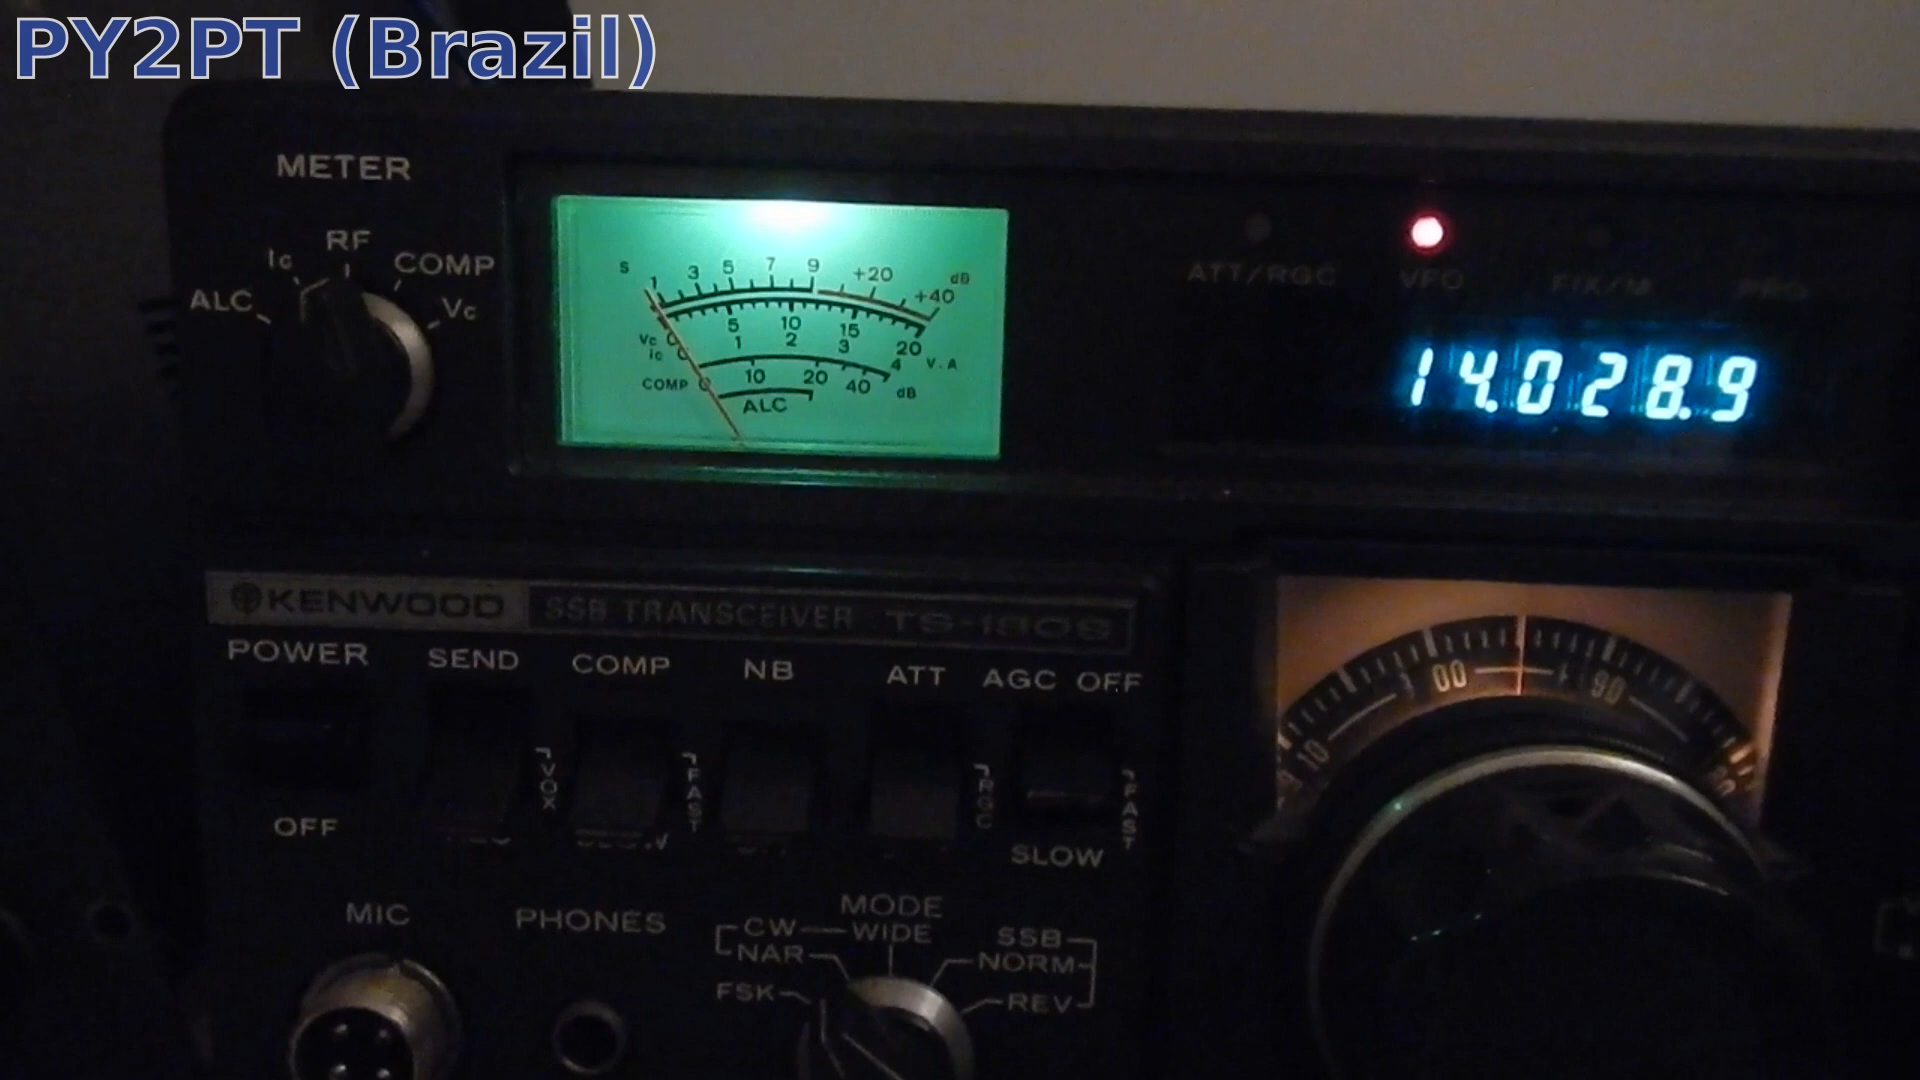 PY2PT (Brazil)
METER
RF
Ic COMP
ALC Vc
S 1 3 5 7 9 +20 +40 dB
5 10 15 20
Vc
Ic 1 2 3 4 V.A
COMP 10 20 40 dB
ALC
ATT/RGC VFO FIX/M
14.028.9
KENWOOD SSB TRANSCEIVER TS-180S
POWER SEND COMP NB ATT AGC OFF
VOX FAST RGC FAST
OFF SLOW
10 00 90
MIC PHONES MODE
CW WIDE SSB
NAR NORM
FSK REV